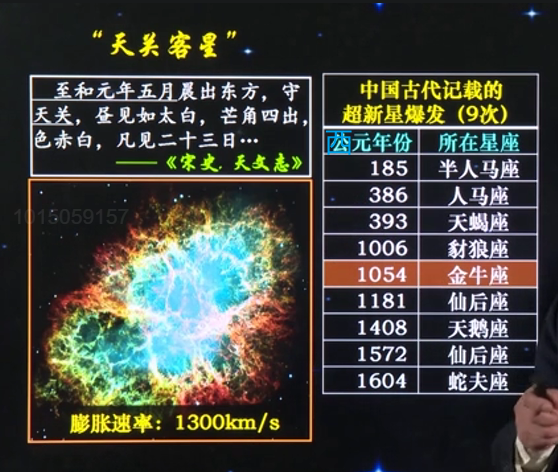 “天关客星”
至和元年五月晨出东方，守
天关，昼见如太白，芒角四出，
色赤白，凡见二十三日…
——《宋史. 天文志》
1015059157
膨胀速率：1300km/s
中国古代记载的
超新星爆发（9次）
西元年份 所在星座
185 半人马座
386 人马座
393 天蝎座
1006 豺狼座
1054 金牛座
1181 仙后座
1408 天鹅座
1572 仙后座
1604 蛇夫座